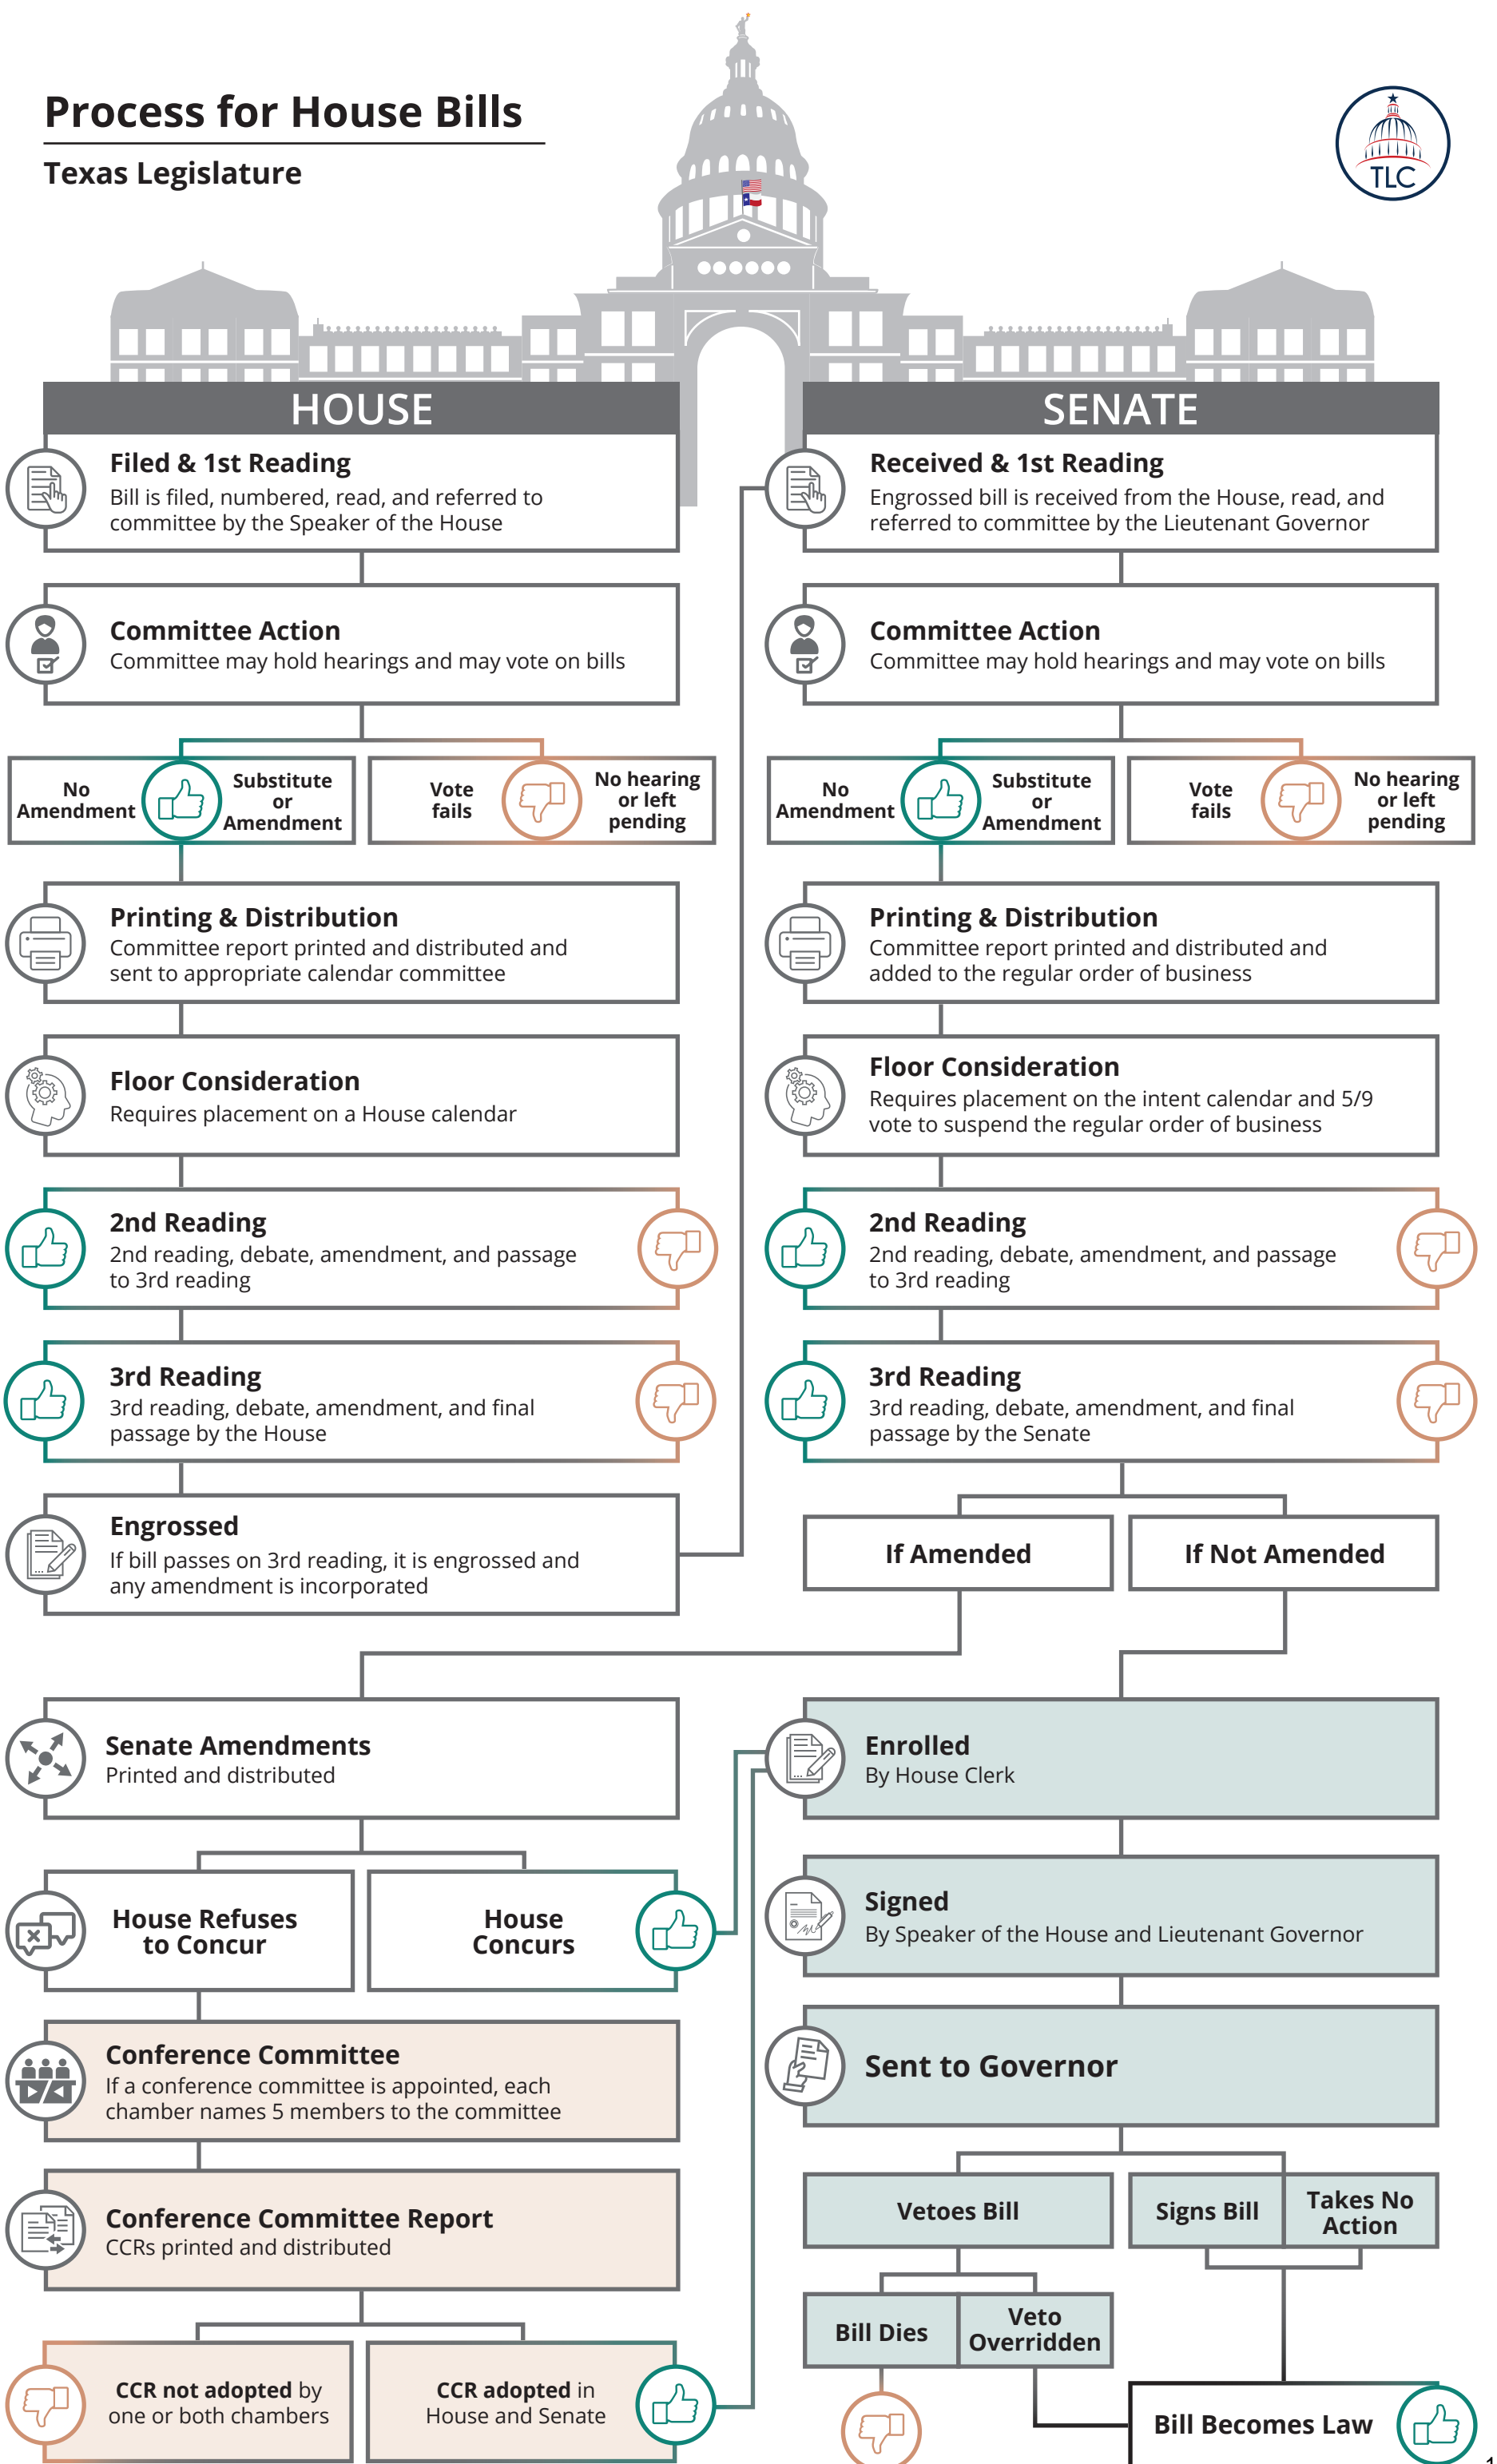 Process for House Bills
Texas Legislature
TLC
HOUSE
Filed & 1st Reading
Bill is filed, numbered, read, and referred to
committee by the Speaker of the House
Committee Action
Committee may hold hearings and may vote on bills
No
Amendment
Substitute
or
Amendment
Vote
fails
No hearing
or left
pending
Printing & Distribution
Committee report printed and distributed and
sent to appropriate calendar committee
Floor Consideration
Requires placement on a House calendar
2nd Reading
2nd reading, debate, amendment, and passage
to 3rd reading
3rd Reading
3rd reading, debate, amendment, and final
passage by the House
Engrossed
If bill passes on 3rd reading, it is engrossed and
any amendment is incorporated
SENATE
Received & 1st Reading
Engrossed bill is received from the House, read, and
referred to committee by the Lieutenant Governor
Committee Action
Committee may hold hearings and may vote on bills
No
Amendment
Substitute
or
Amendment
Vote
fails
No hearing
or left
pending
Printing & Distribution
Committee report printed and distributed and
added to the regular order of business
Floor Consideration
Requires placement on the intent calendar and 5/9
vote to suspend the regular order of business
2nd Reading
2nd reading, debate, amendment, and passage
to 3rd reading
3rd Reading
3rd reading, debate, amendment, and final
passage by the Senate
If Amended
If Not Amended
Senate Amendments
Printed and distributed
House Refuses
to Concur
House
Concurs
Conference Committee
If a conference committee is appointed, each
chamber names 5 members to the committee
Conference Committee Report
CCRs printed and distributed
CCR not adopted by
one or both chambers
CCR adopted in
House and Senate
Enrolled
By House Clerk
Signed
By Speaker of the House and Lieutenant Governor
Sent to Governor
Vetoes Bill
Signs Bill
Takes No
Action
Bill Dies
Veto
Overridden
Bill Becomes Law